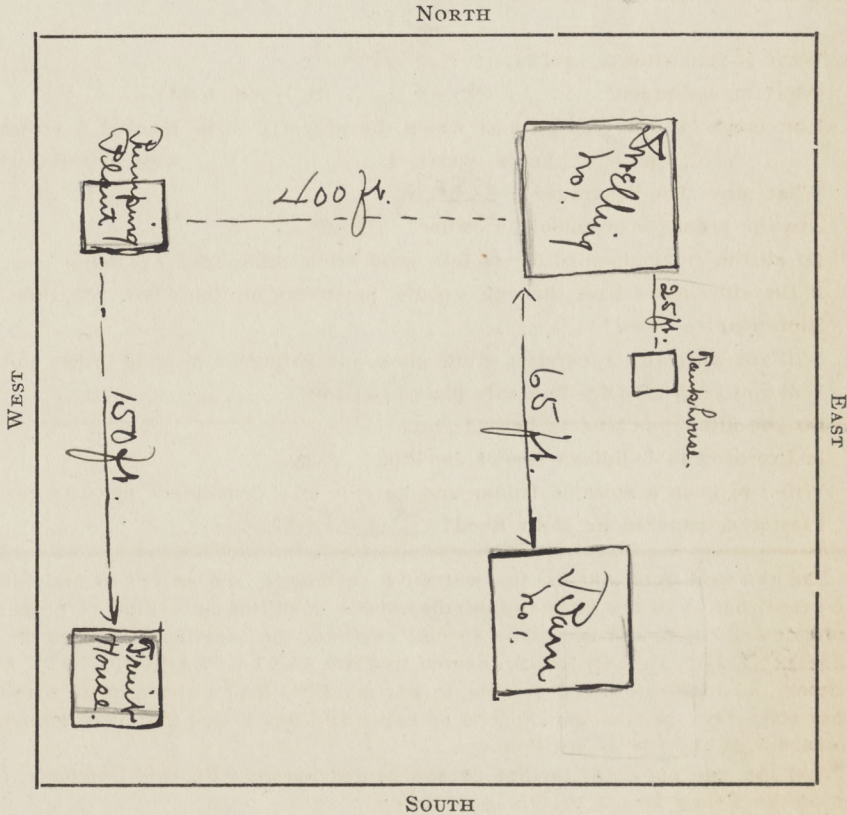 NORTH
Pumping
Plant
400 ft.
Dwelling
No 1.
25 ft.
Tank house.
WEST
EAST
150 ft
65 ft.
Fruit
House.
Barn
No 1.
SOUTH